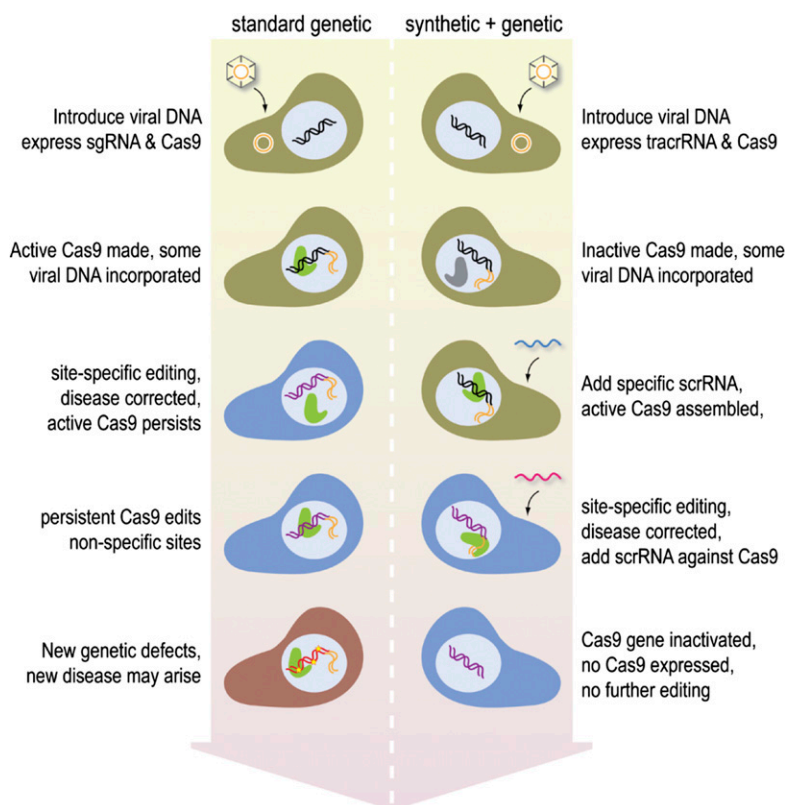 standard genetic
synthetic + genetic
Introduce viral DNA
express sgRNA & Cas9
Introduce viral DNA
express tracrRNA & Cas9
Active Cas9 made, some
viral DNA incorporated
Inactive Cas9 made, some
viral DNA incorporated
site-specific editing,
disease corrected,
active Cas9 persists
Add specific scrRNA,
active Cas9 assembled,
persistent Cas9 edits
non-specific sites
site-specific editing,
disease corrected,
add scrRNA against Cas9
New genetic defects,
new disease may arise
Cas9 gene inactivated,
no Cas9 expressed,
no further editing